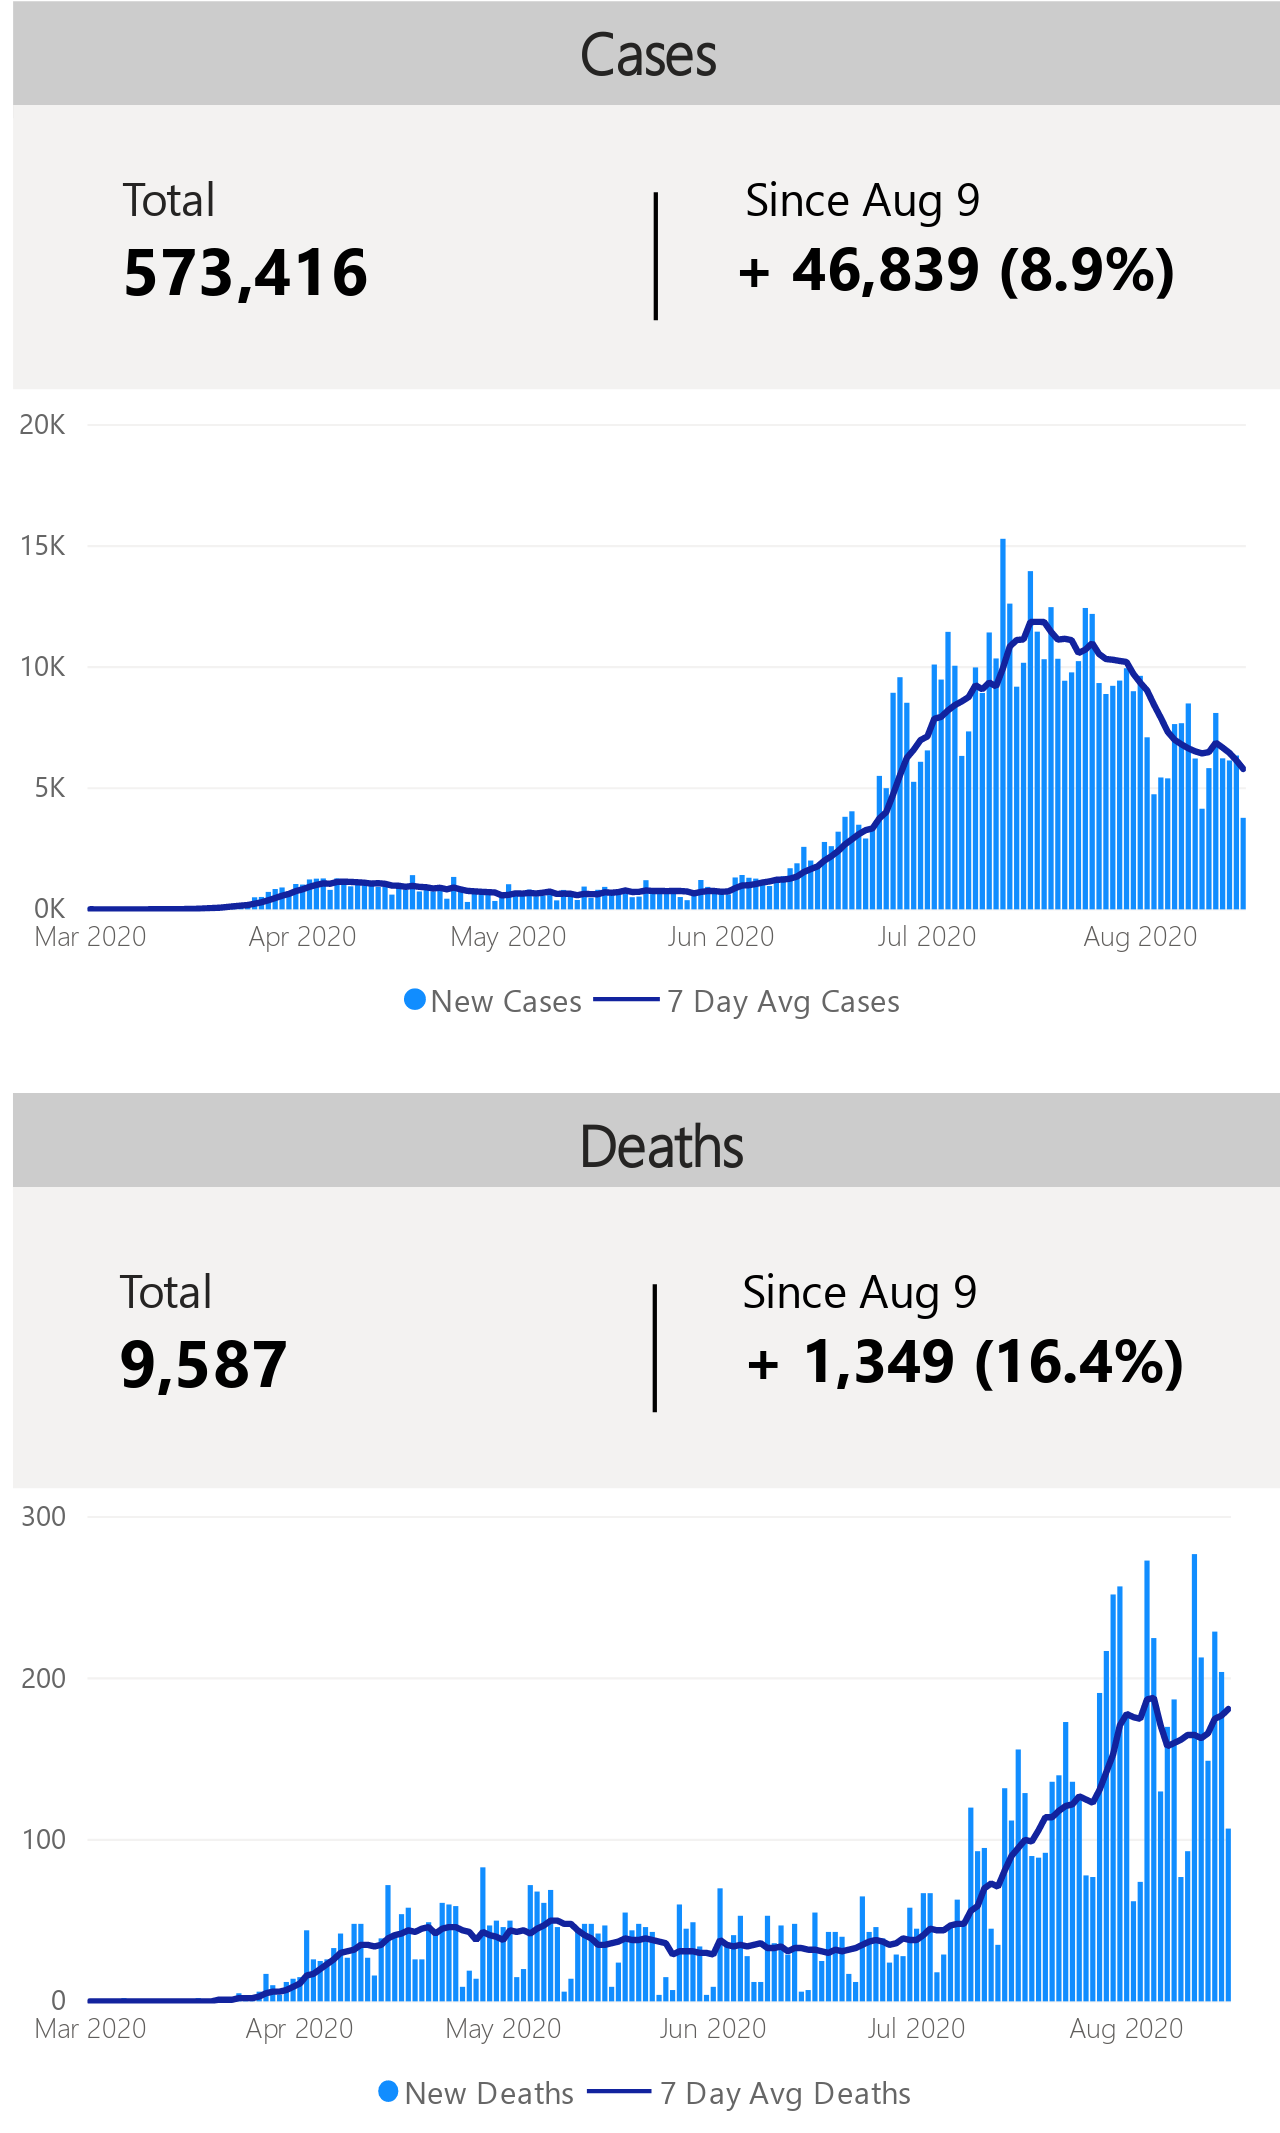 Cases
Total
Since Aug 9
573,416
+ 46,839 (8.9%)
20K
15K
10K
5K
0K
Mar 2020 Apr 2020 May 2020 Jun 2020 Jul 2020 Aug 2020
New Cases 7 Day Avg Cases
Deaths
Total
Since Aug 9
9,587
+ 1,349 (16.4%)
300
200
100
0
Mar 2020 Apr 2020 May 2020 Jun 2020 Jul 2020 Aug 2020
New Deaths 7 Day Avg Deaths